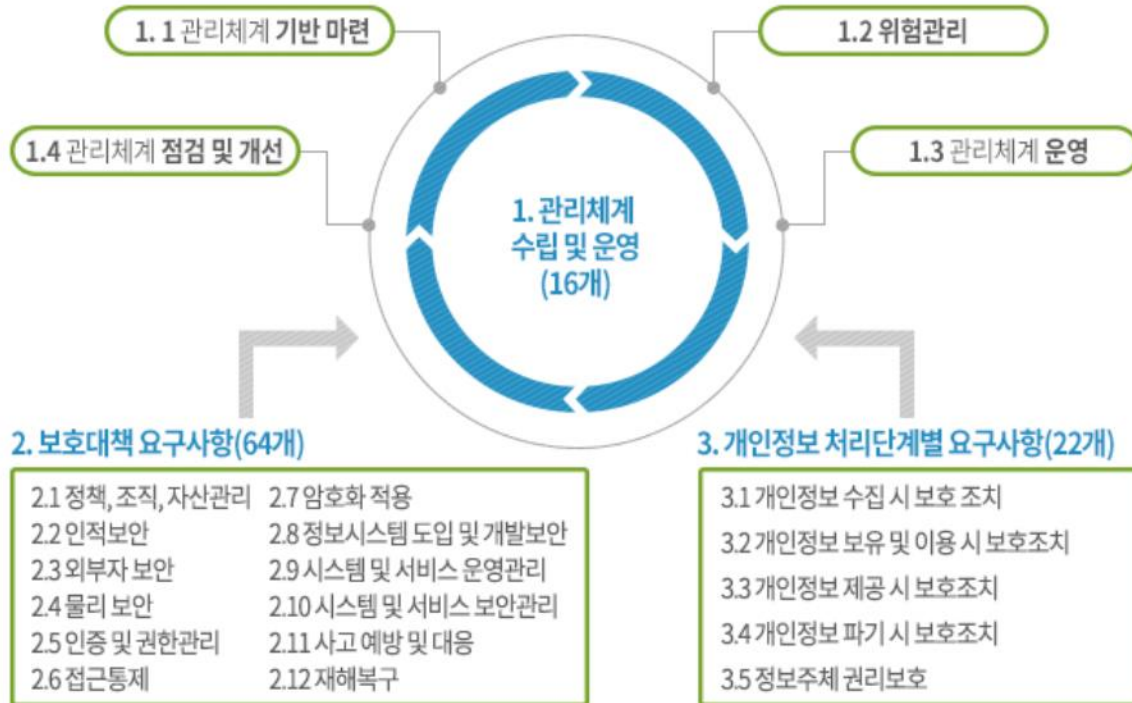 1. 1 관리체계 기반 마련
1.2 위험관리
1.4 관리체계 점검 및 개선
1.3 관리체계 운영
1. 관리체계
수립 및 운영
(16개)
2. 보호대책 요구사항(64개)
2.1 정책, 조직, 자산관리
2.2 인적보안
2.3 외부자 보안
2.4 물리 보안
2.5 인증 및 권한관리
2.6 접근통제
2.7 암호화 적용
2.8 정보시스템 도입 및 개발보안
2.9 시스템 및 서비스 운영관리
2.10 시스템 및 서비스 보안관리
2.11 사고 예방 및 대응
2.12 재해복구
3. 개인정보 처리단계별 요구사항(22개)
3.1 개인정보 수집 시 보호 조치
3.2 개인정보 보유 및 이용 시 보호조치
3.3 개인정보 제공 시 보호조치
3.4 개인정보 파기 시 보호조치
3.5 정보주체 권리보호